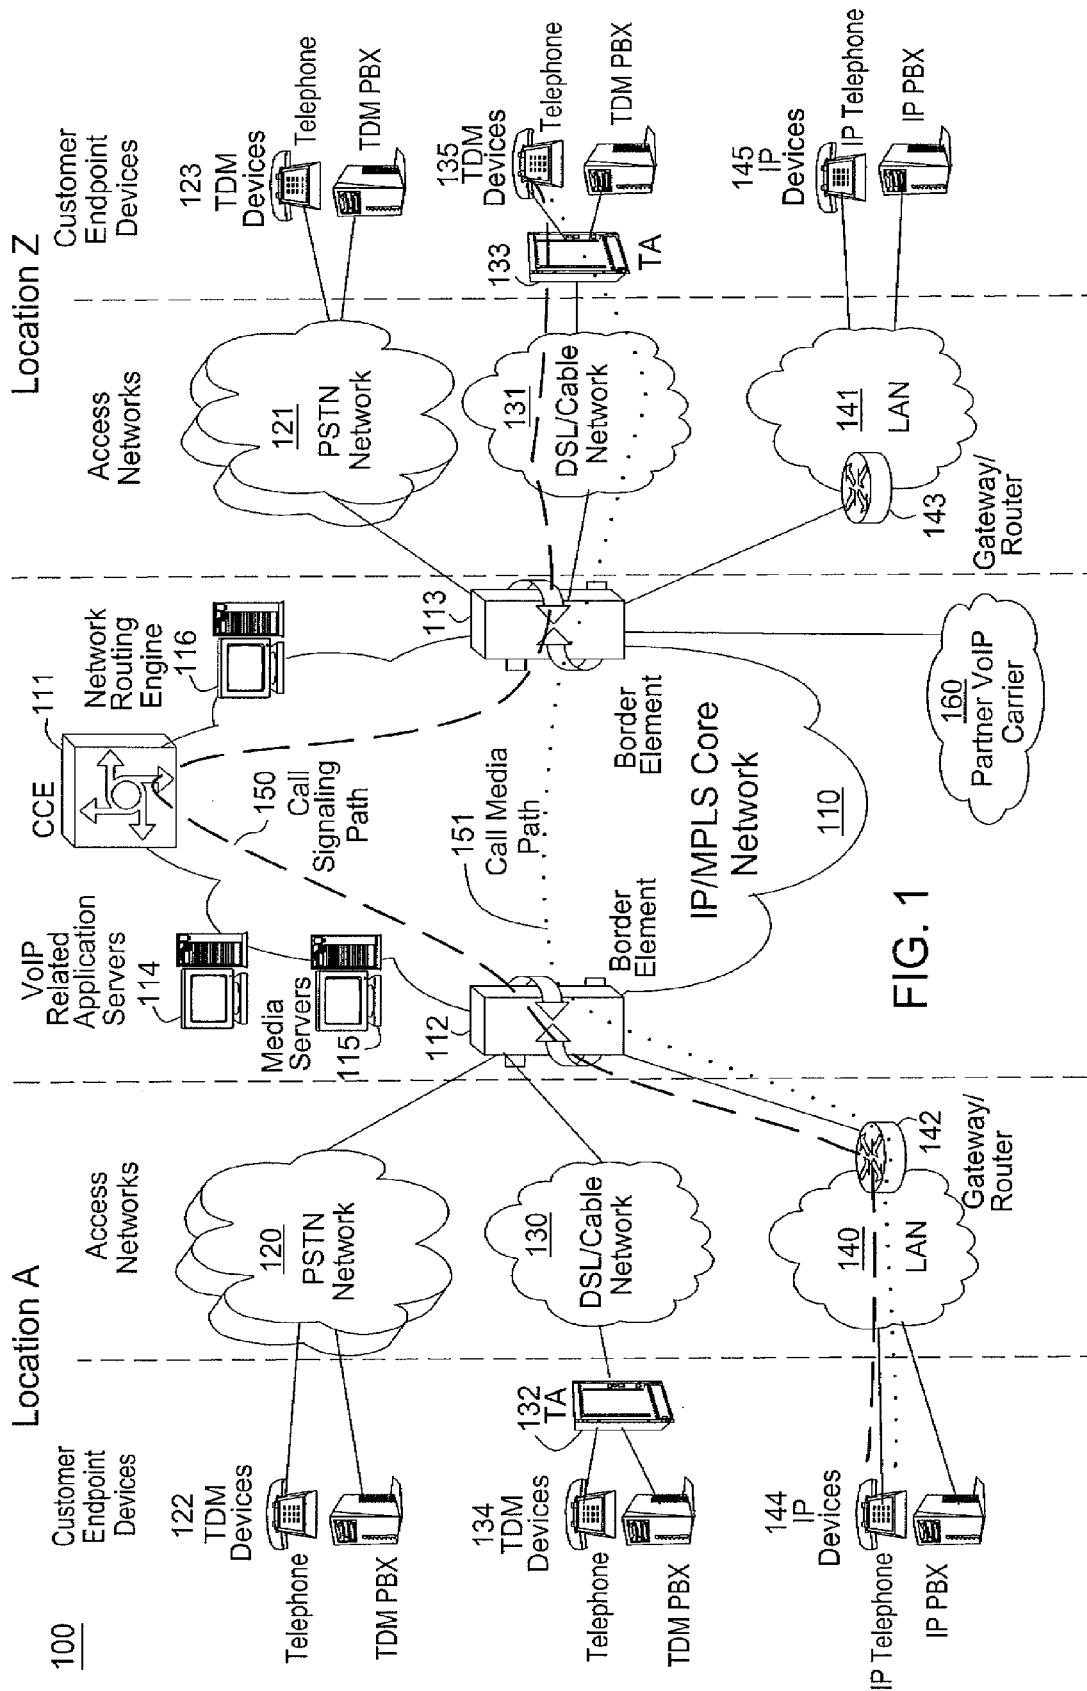 100
Location A
Location Z
Customer
Endpoint
Devices
Access
Networks
VoIP
Related
Application
Servers
114
Media
Servers
115
CCE
111
Network
Routing
Engine
116
Access
Networks
Customer
Endpoint
Devices
122
TDM
Devices
Telephone
TDM PBX
120
PSTN
Network
112
150
Call
Signaling
Path
113
121
PSTN
Network
123
TDM
Devices
Telephone
TDM PBX
134
TDM
Devices
Telephone
TDM PBX
132
TA
130
DSL/Cable
Network
151
Call Media
Path
131
DSL/Cable
Network
133
TA
135
TDM
Devices
Telephone
TDM PBX
Border
Element
Border
Element
IP/MPLS Core
Network
110
144
IP
Devices
IP Telephone
IP PBX
140
LAN
142
Gateway/
Router
141
LAN
143
Gateway/
Router
145
IP
Devices
IP Telephone
IP PBX
160
Partner VoIP
Carrier
FIG. 1